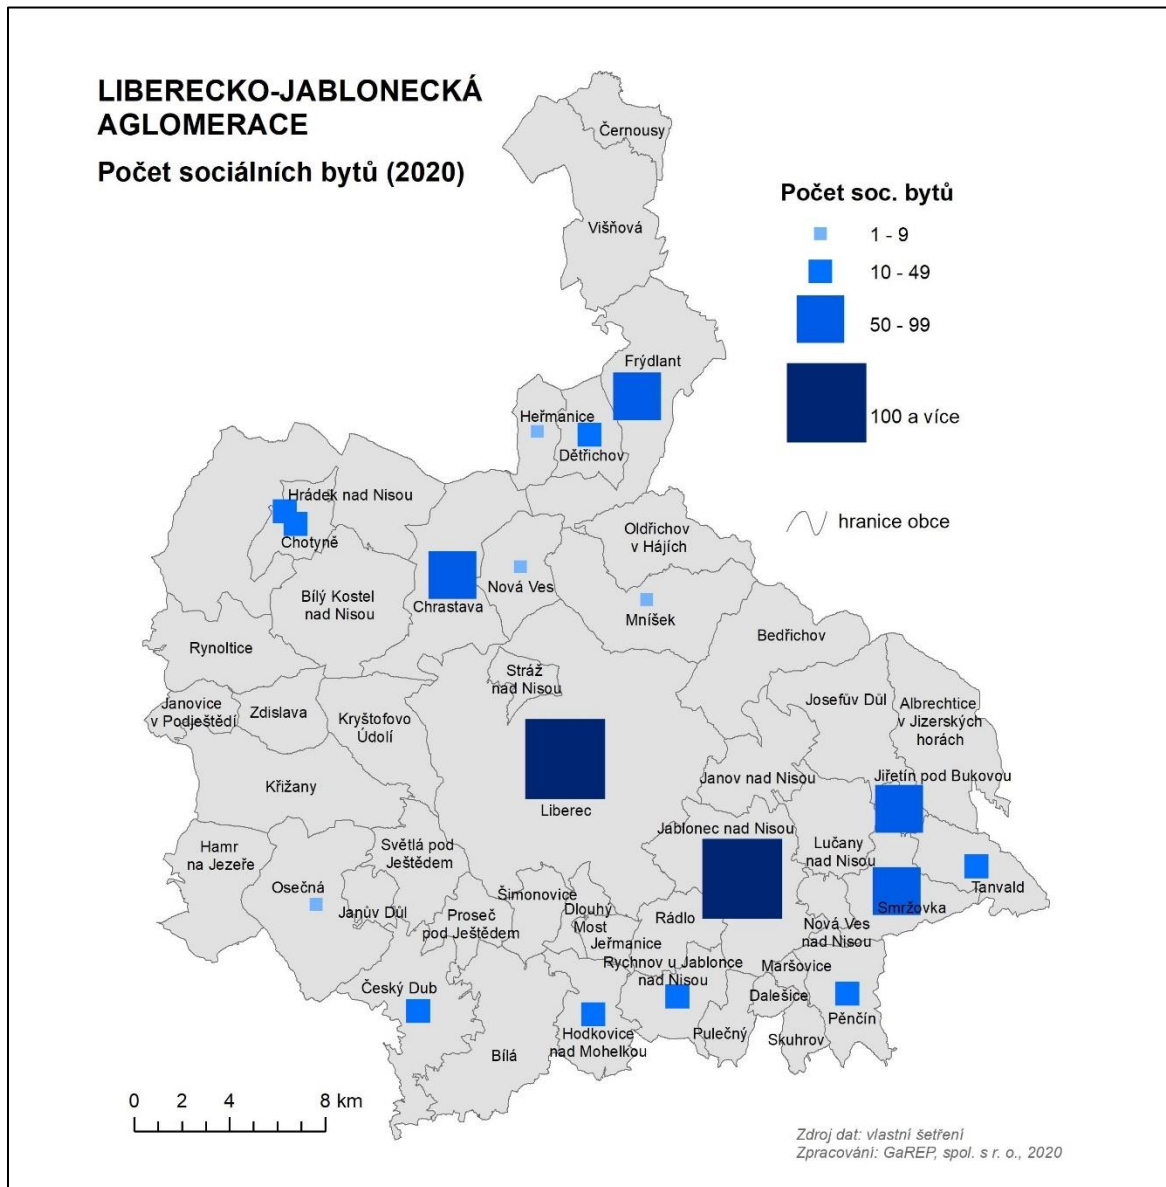 LIBERECKO-JABLONECKÁ
AGLOMERACE
Počet sociálních bytů (2020)
Počet soc. bytů
1 - 9
10 - 49
50 - 99
100 a více
hranice obce
Černousy
Višňová
Frýdlant
Heřmanice
Dětřichov
Hrádek nad Nisou
Chotyně
Oldřichov
v Hájích
Bílý Kostel
nad Nisou
Chrastava
Nová Ves
Mníšek
Bedřichov
Rynoltice
Stráž
nad Nisou
Janovice
v Podještědí
Zdislava
Kryštofovo
Údolí
Josefův Důl
Albrechtice
v Jizerských
horách
Křižany
Janov nad Nisou
Jiřetín pod Bukovou
Liberec
Jablonec nad Nisou
Hamr
na Jezeře
Světlá pod
Ještědem
Lučany
nad Nisou
Osečná
Janův Důl
Šimonovice
Proseč
pod Ještědem
Dlouhý
Most
Jeřmanice
Rádlo
Smržovka
Tanvald
Nová Ves
nad Nisou
Rychnov u Jablonce
nad Nisou
Maršovice
Český Dub
Dalešice
Pěnčín
Bílá
Hodkovice
nad Mohelkou
Pulečný
Skuhrov
0 2 4 8 km
Zdroj dat: vlastní šetření
Zpracování: GaREP, spol. s r. o., 2020